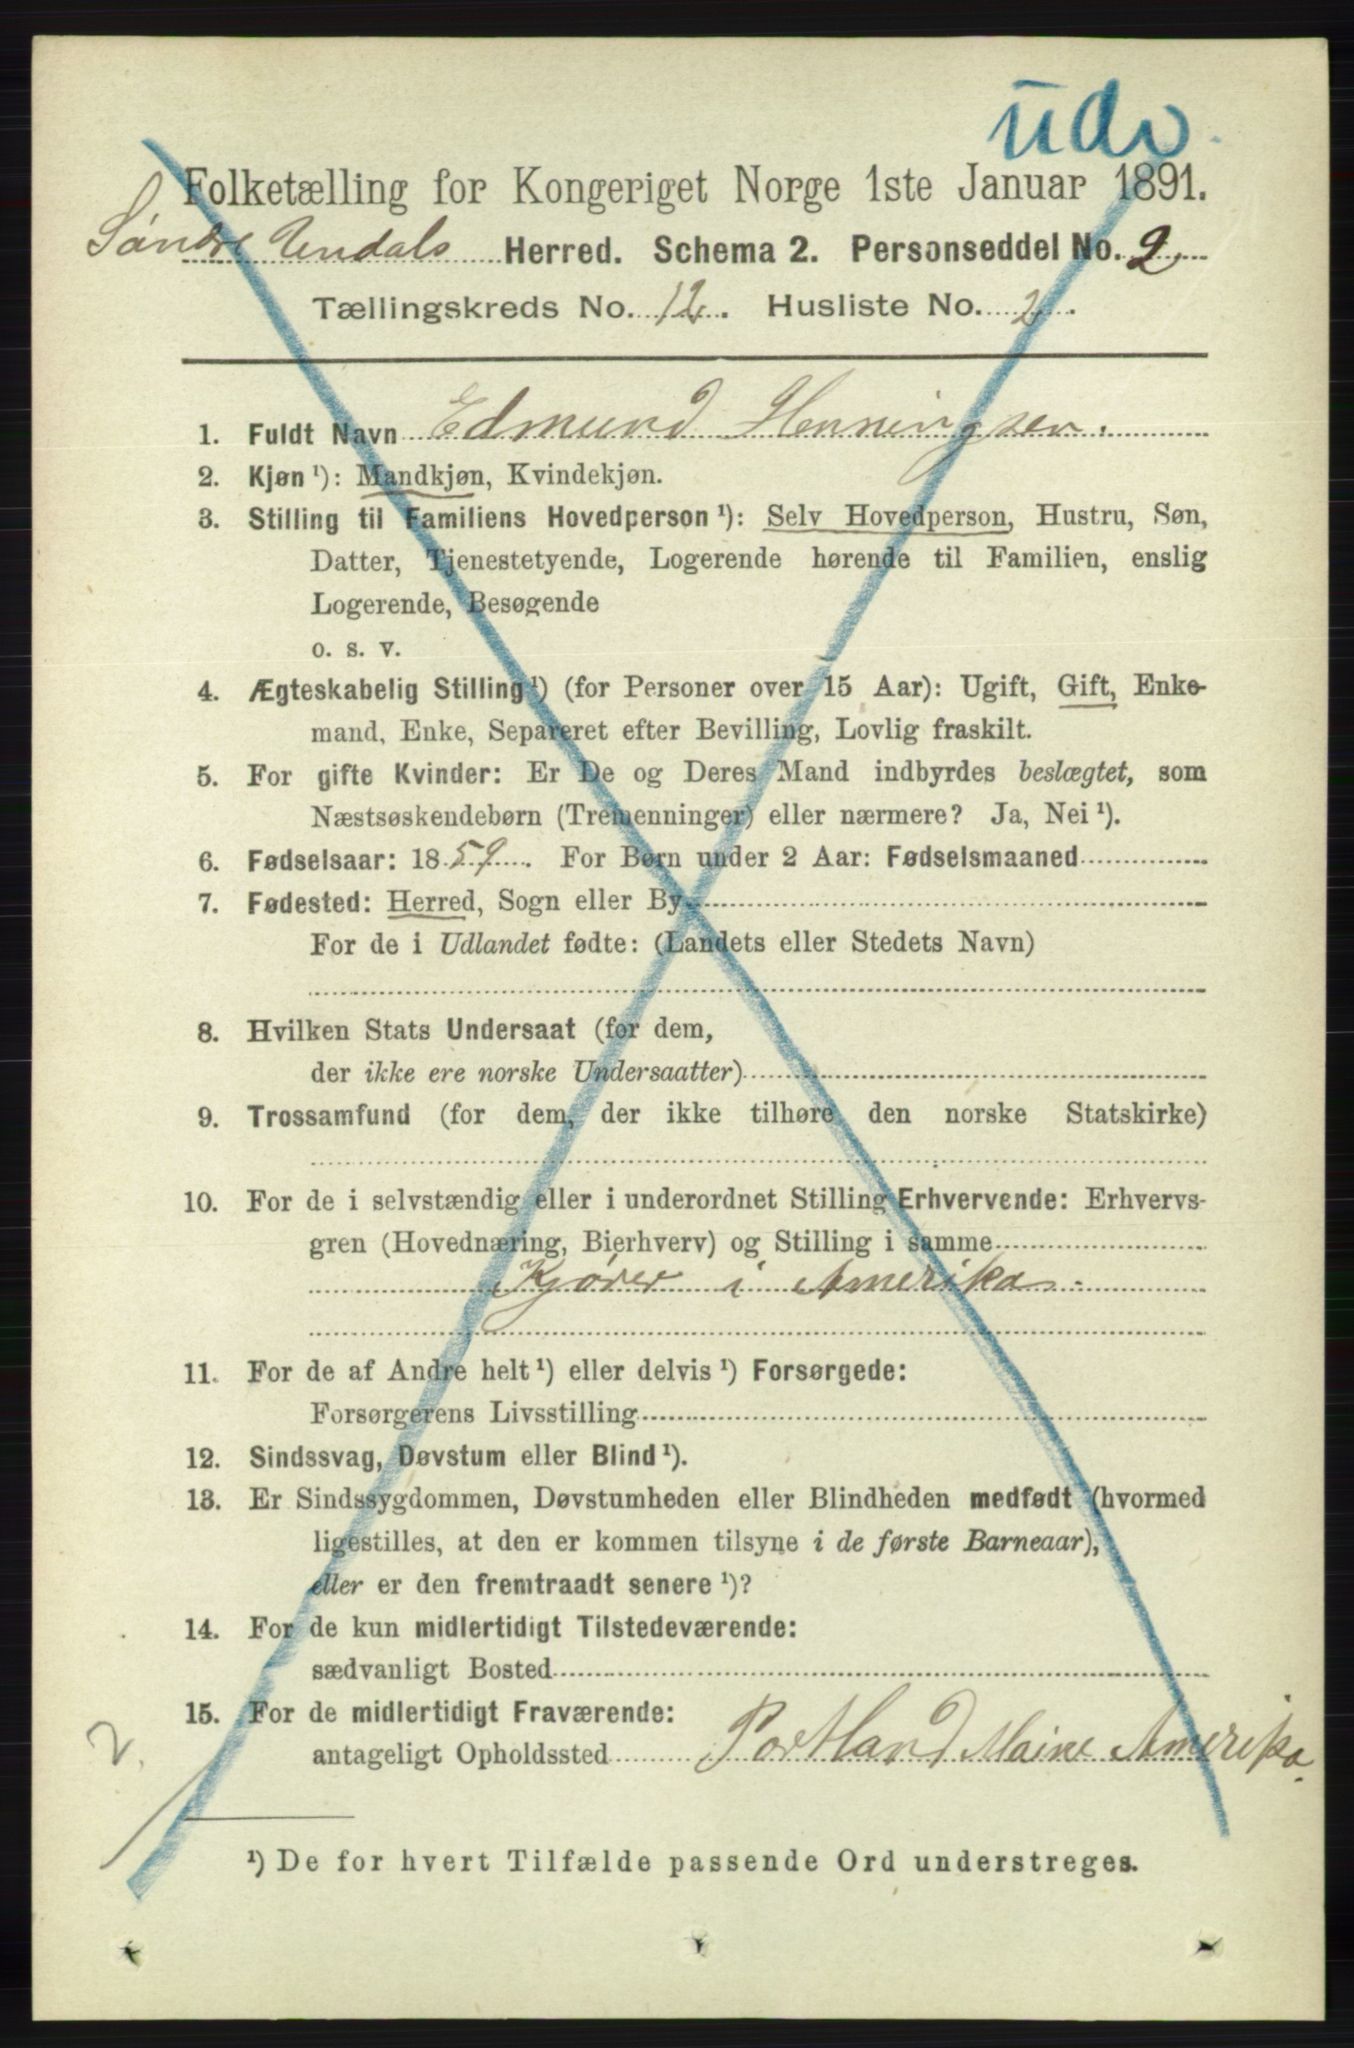 udv
Folketælling for Kongeriget Norge 1ste Januar 1891.
Søndre Undals Herred. Schema 2. Personseddel No. 2
Tællingskreds No. 12. Husliste No. 2.
1. Fuldt Navn Edmund Henningsen.
2. Kjøn ¹): Mandkjøn, Kvindekjøn.
3. Stilling til Familiens Hovedperson ¹): Selv Hovedperson, Hustru, Søn,
Datter, Tjenestetyende, Logerende hørende til Familien, enslig
Logerende, Besøgende
o. s. v.
4. Ægteskabelig Stilling ¹) (for Personer over 15 Aar): Ugift, Gift, Enke-
mand, Enke, Separeret efter Bevilling, Lovlig fraskilt.
5. For gifte Kvinder: Er De og Deres Mand indbyrdes beslægtet, som
Næstsøskendebørn (Tremenninger) eller nærmere? Ja, Nei ¹).
6. Fødselsaar: 1859. For Børn under 2 Aar: Fødselsmaaned
7. Fødested: Herred, Sogn eller By
For de i Udlandet fødte: (Landets eller Stedets Navn)
8. Hvilken Stats Undersaat (for dem,
der ikke ere norske Undersaatter)
9. Trossamfund (for dem, der ikke tilhøre den norske Statskirke)
10. For de i selvstændig eller i underordnet Stilling Erhvervende: Erhvervs-
gren (Hovednæring, Bierhverv) og Stilling i samme
Kjører i Amerika.
11. For de af Andre helt ¹) eller delvis ¹) Forsørgede:
Forsørgerens Livsstilling
12. Sindssvag, Døvstum eller Blind ¹).
13. Er Sindssygdommen, Døvstumheden eller Blindheden medfødt (hvormed
ligestilles, at den er kommen tilsyne i de første Barneaar),
eller er den fremtraadt senere ¹)?
14. For de kun midlertidigt Tilstedeværende:
sædvanligt Bosted
15. For de midlertidigt Fraværende:
antageligt Opholdssted Portland Maine Amerika.
2.
¹) De for hvert Tilfælde passende Ord understreges.